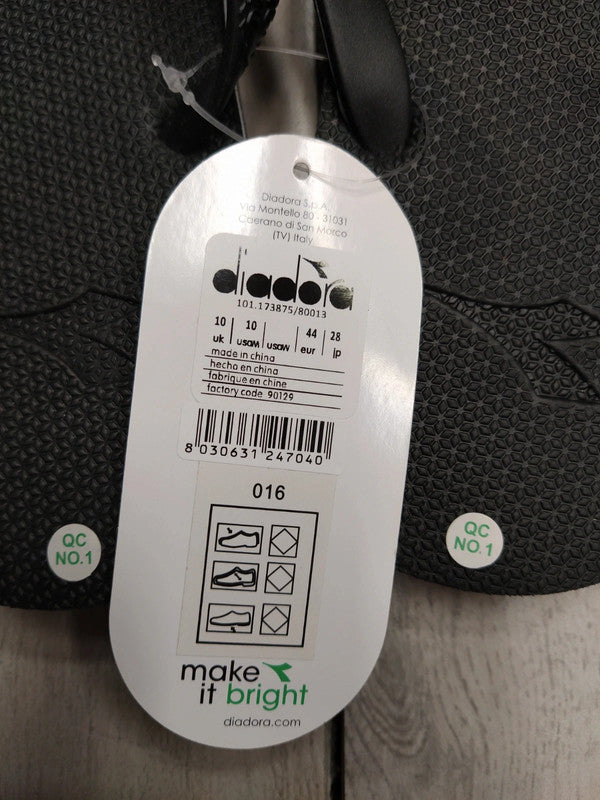 Diadora S.p.A.
Via Montello 80 - 31031
Caerano di San Marco
(TV) Italy
diadora
101.173875/80013
10 | 10 | | 44 | 28
uk usam usaw eur jp
made in china
hecho en china
fabrique en chine
factory code 90129
8 030631 247040
016
make
it bright
diadora.com
QC
NO.1
QC
NO.1